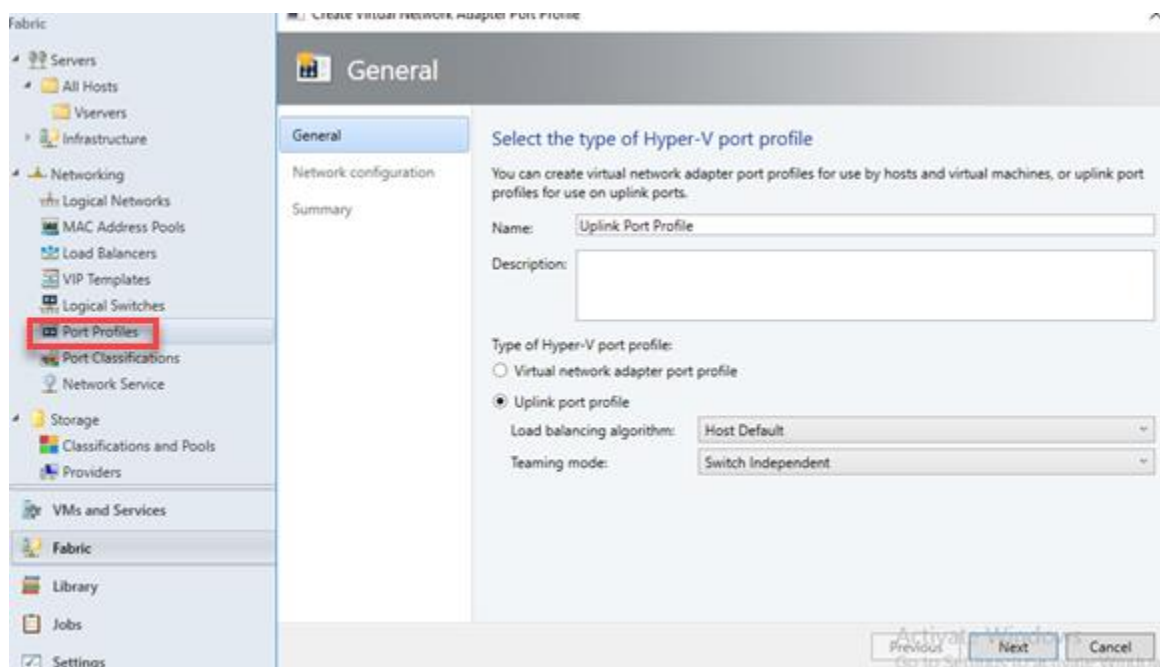 Fabric
Servers
All Hosts
Vservers
Infrastructure
Networking
Logical Networks
MAC Address Pools
Load Balancers
VIP Templates
Logical Switches
Port Profiles
Port Classifications
Network Service
Storage
Classifications and Pools
Providers
VMs and Services
Fabric
Library
Jobs
Settings
Create Virtual Network Adapter Port Profile
General
General
Network configuration
Summary
Select the type of Hyper-V port profile
You can create virtual network adapter port profiles for use by hosts and virtual machines, or uplink port
profiles for use on uplink ports.
Name: Uplink Port Profile
Description:
Type of Hyper-V port profile:
Virtual network adapter port profile
Uplink port profile
Load balancing algorithm: Host Default
Teaming mode: Switch Independent
Activate Windows
Previous Next Cancel